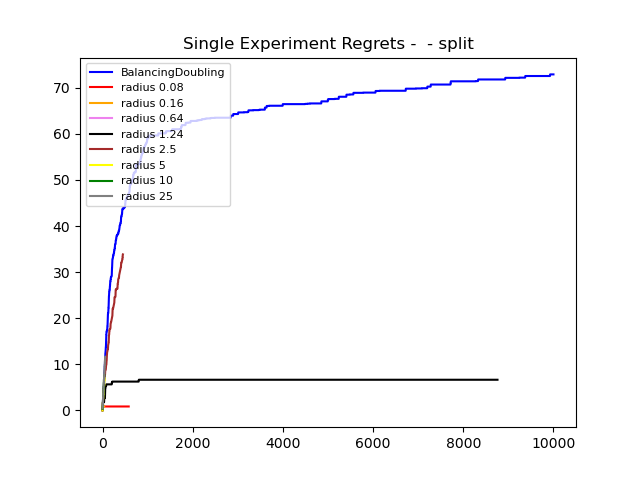 Single Experiment Regrets -  - split
BalancingDoubling
radius 0.08
radius 0.16
radius 0.64
radius 1.24
radius 2.5
radius 5
radius 10
radius 25
70
60
50
40
30
20
10
0
0 2000 4000 6000 8000 10000